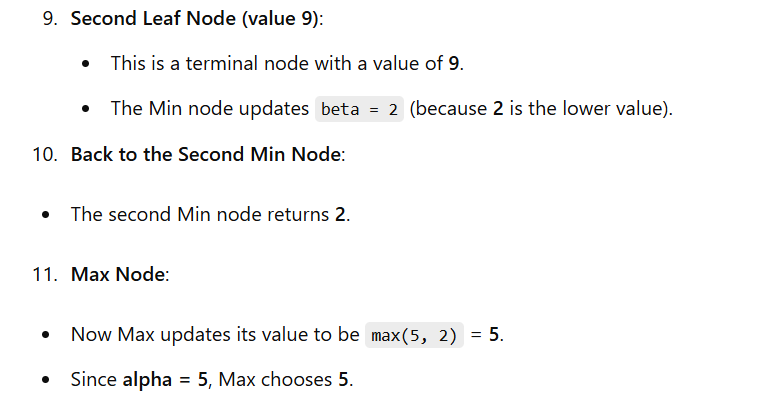 9. Second Leaf Node (value 9):
• This is a terminal node with a value of 9.
• The Min node updates beta = 2 (because 2 is the lower value).
10. Back to the Second Min Node:
• The second Min node returns 2.
11. Max Node:
• Now Max updates its value to be max(5, 2) = 5.
• Since alpha = 5, Max chooses 5.